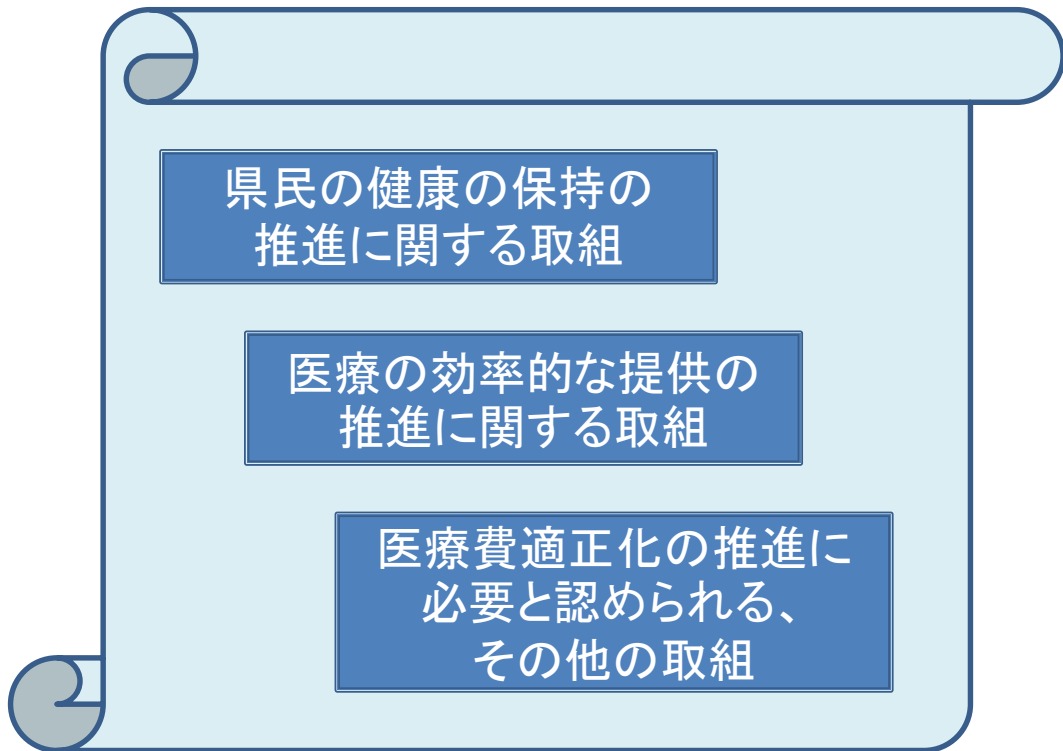 県民の健康の保持の
推進に関する取組
医療の効率的な提供の
推進に関する取組
医療費適正化の推進に
必要と認められる、
その他の取組